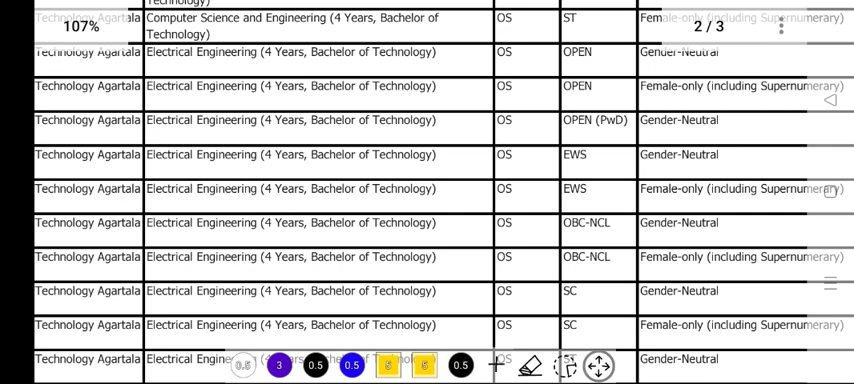 Technology)
Technology Agartala Computer Science and Engineering (4 Years, Bachelor of Technology) OS ST Female-only (including Supernumerary)
107%
2 / 3
Technology Agartala Electrical Engineering (4 Years, Bachelor of Technology) OS OPEN Gender-Neutral
Technology Agartala Electrical Engineering (4 Years, Bachelor of Technology) OS OPEN Female-only (including Supernumerary)
Technology Agartala Electrical Engineering (4 Years, Bachelor of Technology) OS OPEN (PwD) Gender-Neutral
Technology Agartala Electrical Engineering (4 Years, Bachelor of Technology) OS EWS Gender-Neutral
Technology Agartala Electrical Engineering (4 Years, Bachelor of Technology) OS EWS Female-only (including Supernumerary)
Technology Agartala Electrical Engineering (4 Years, Bachelor of Technology) OS OBC-NCL Gender-Neutral
Technology Agartala Electrical Engineering (4 Years, Bachelor of Technology) OS OBC-NCL Female-only (including Supernumerary)
Technology Agartala Electrical Engineering (4 Years, Bachelor of Technology) OS SC Gender-Neutral
Technology Agartala Electrical Engineering (4 Years, Bachelor of Technology) OS SC Female-only (including Supernumerary)
Technology Agartala Electrical OS ST Gender-Neutral
0.5 3 0.5 0.5 5 5 0.5